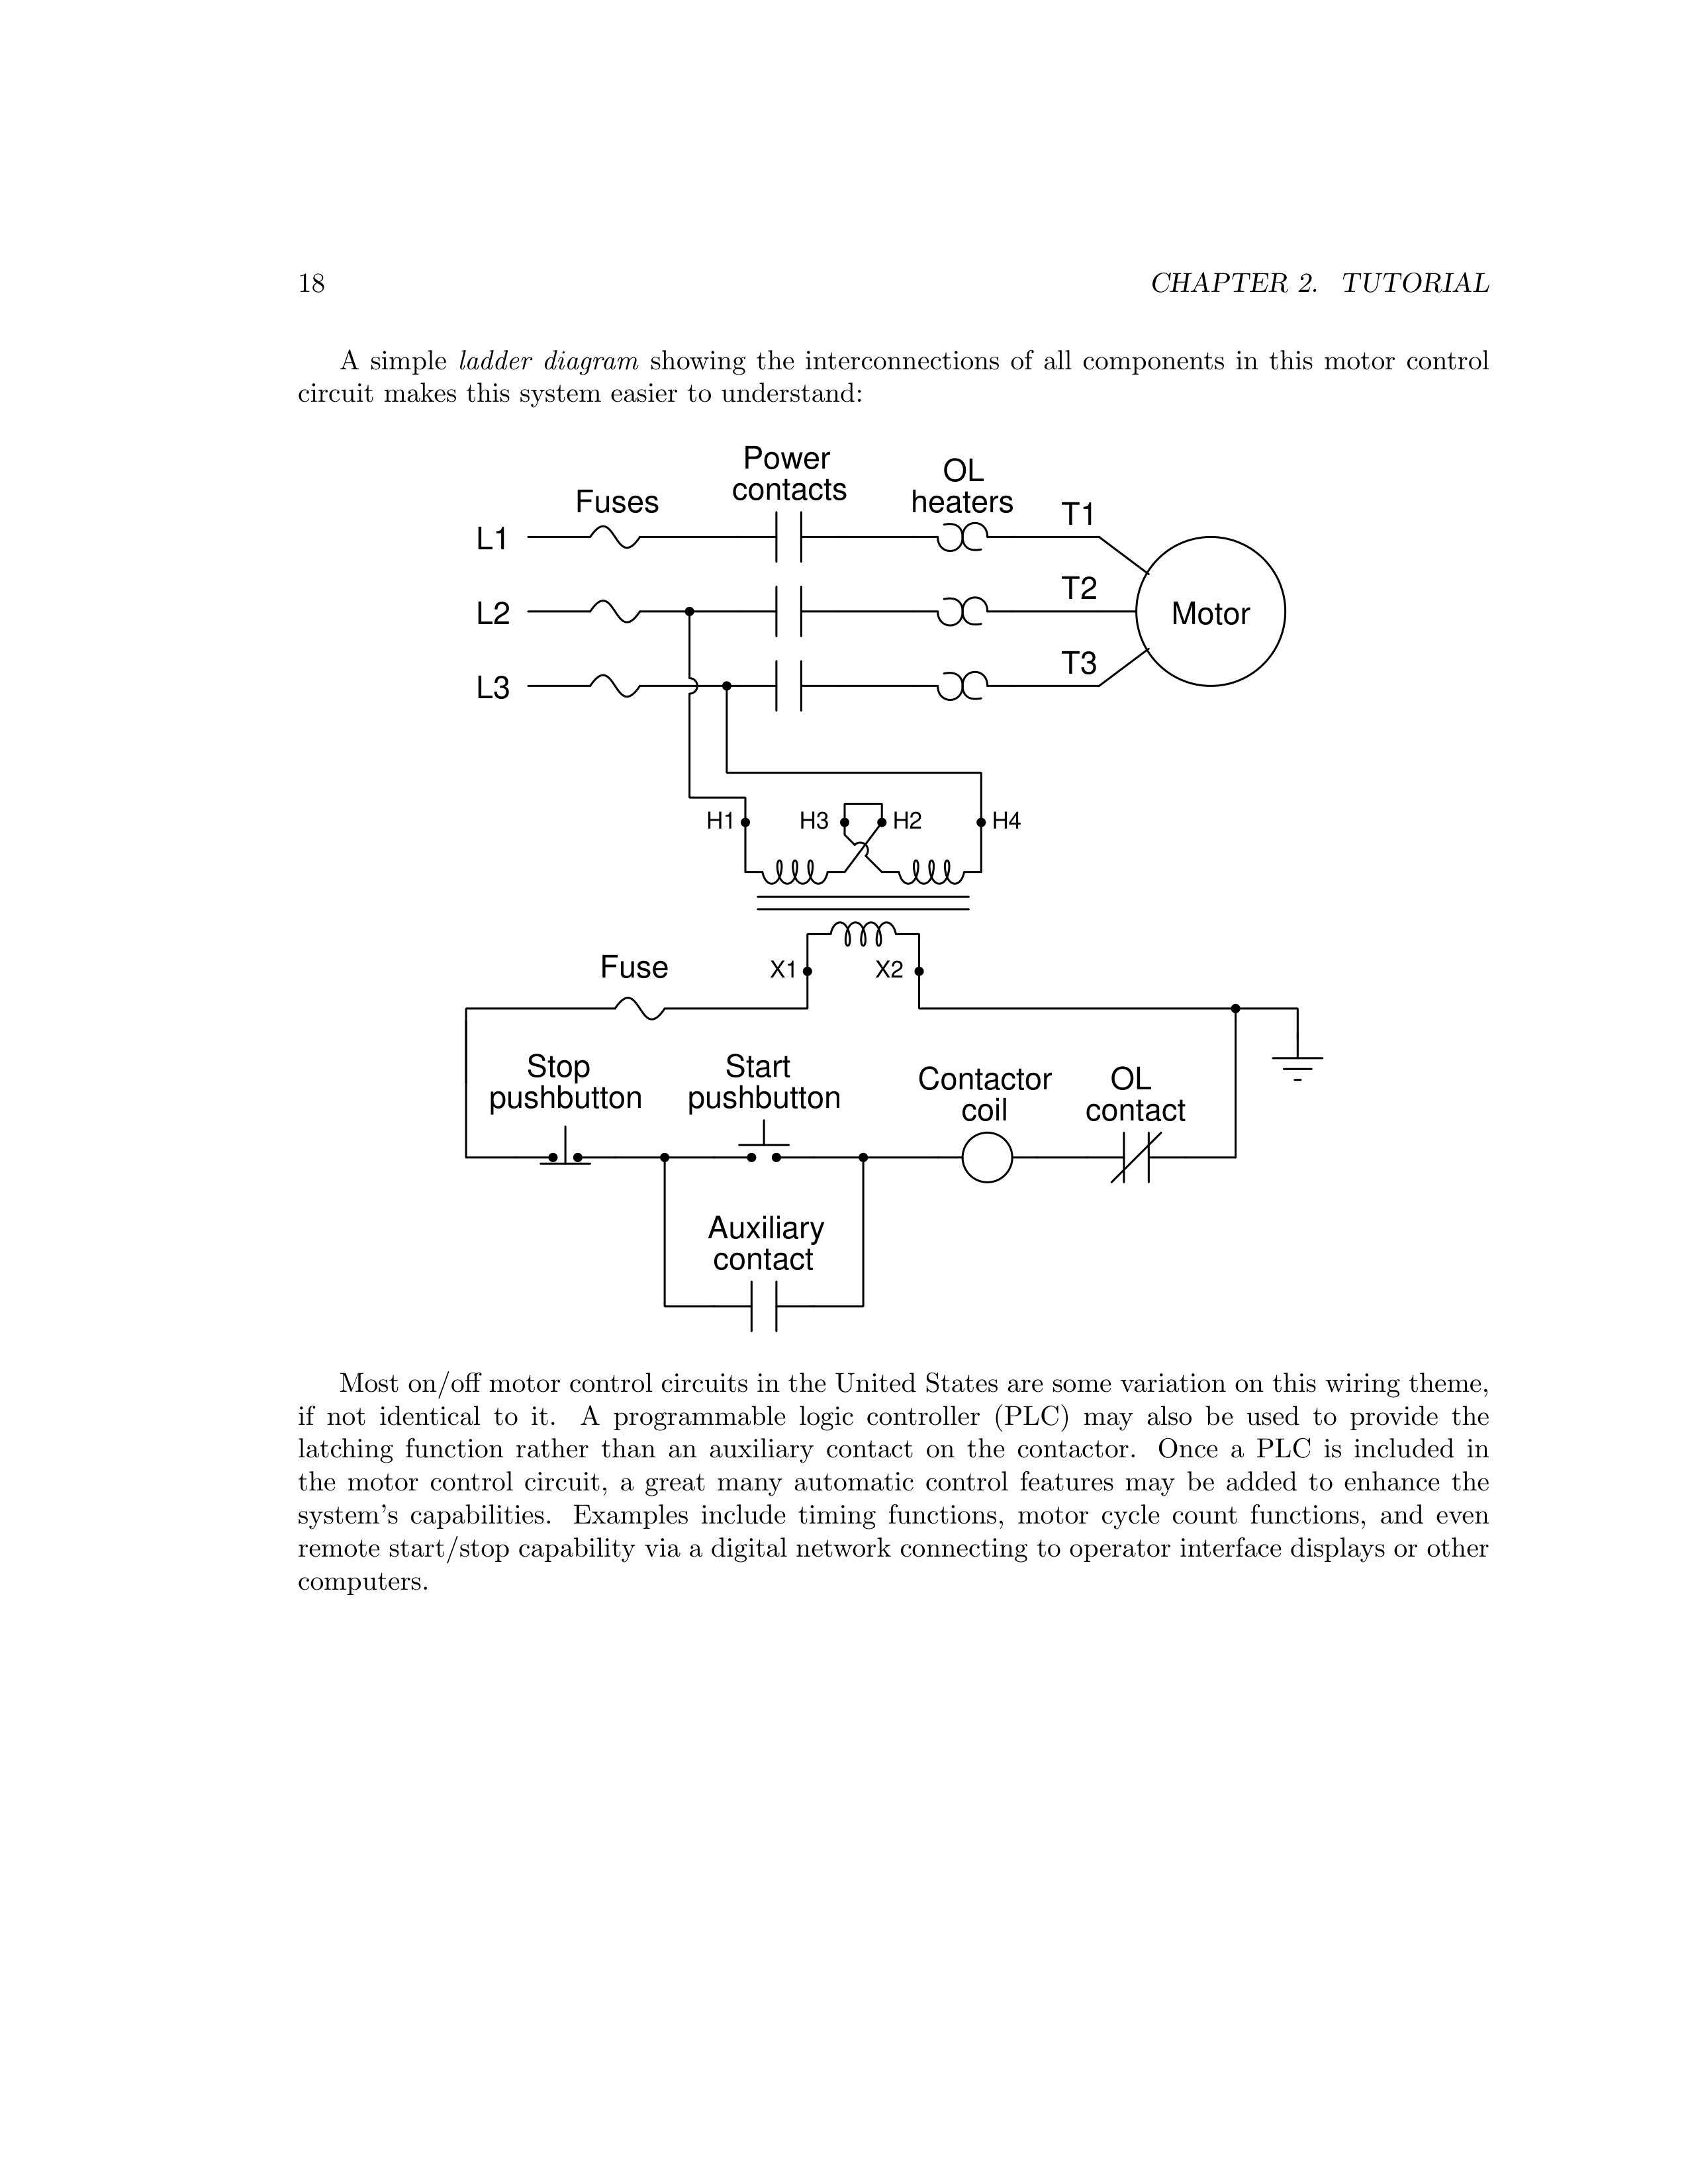 18 CHAPTER 2. TUTORIAL
A simple ladder diagram showing the interconnections of all components in this motor control
circuit makes this system easier to understand:
Power
contacts
OL
heaters
Fuses
T1
L1
T2
L2
Motor
T3
L3
H1 H3 H2 H4
Fuse
X1 X2
Stop
pushbutton
Start
pushbutton
Contactor
coil
OL
contact
Auxiliary
contact
Most on/off motor control circuits in the United States are some variation on this wiring theme,
if not identical to it. A programmable logic controller (PLC) may also be used to provide the
latching function rather than an auxiliary contact on the contactor. Once a PLC is included in
the motor control circuit, a great many automatic control features may be added to enhance the
system's capabilities. Examples include timing functions, motor cycle count functions, and even
remote start/stop capability via a digital network connecting to operator interface displays or other
computers.